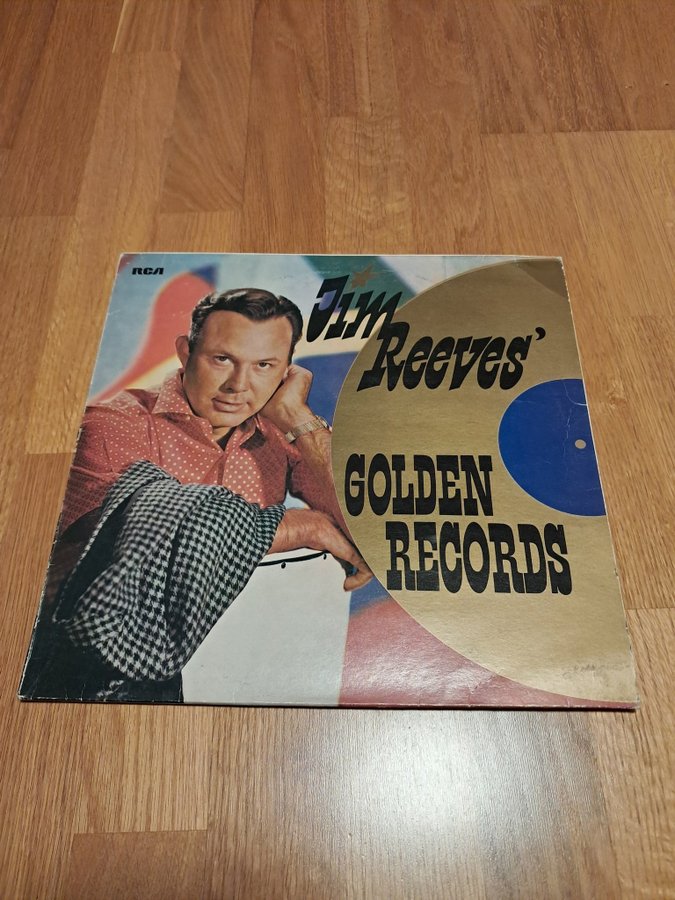 RCA
Jim
Reeves'
GOLDEN
RECORDS